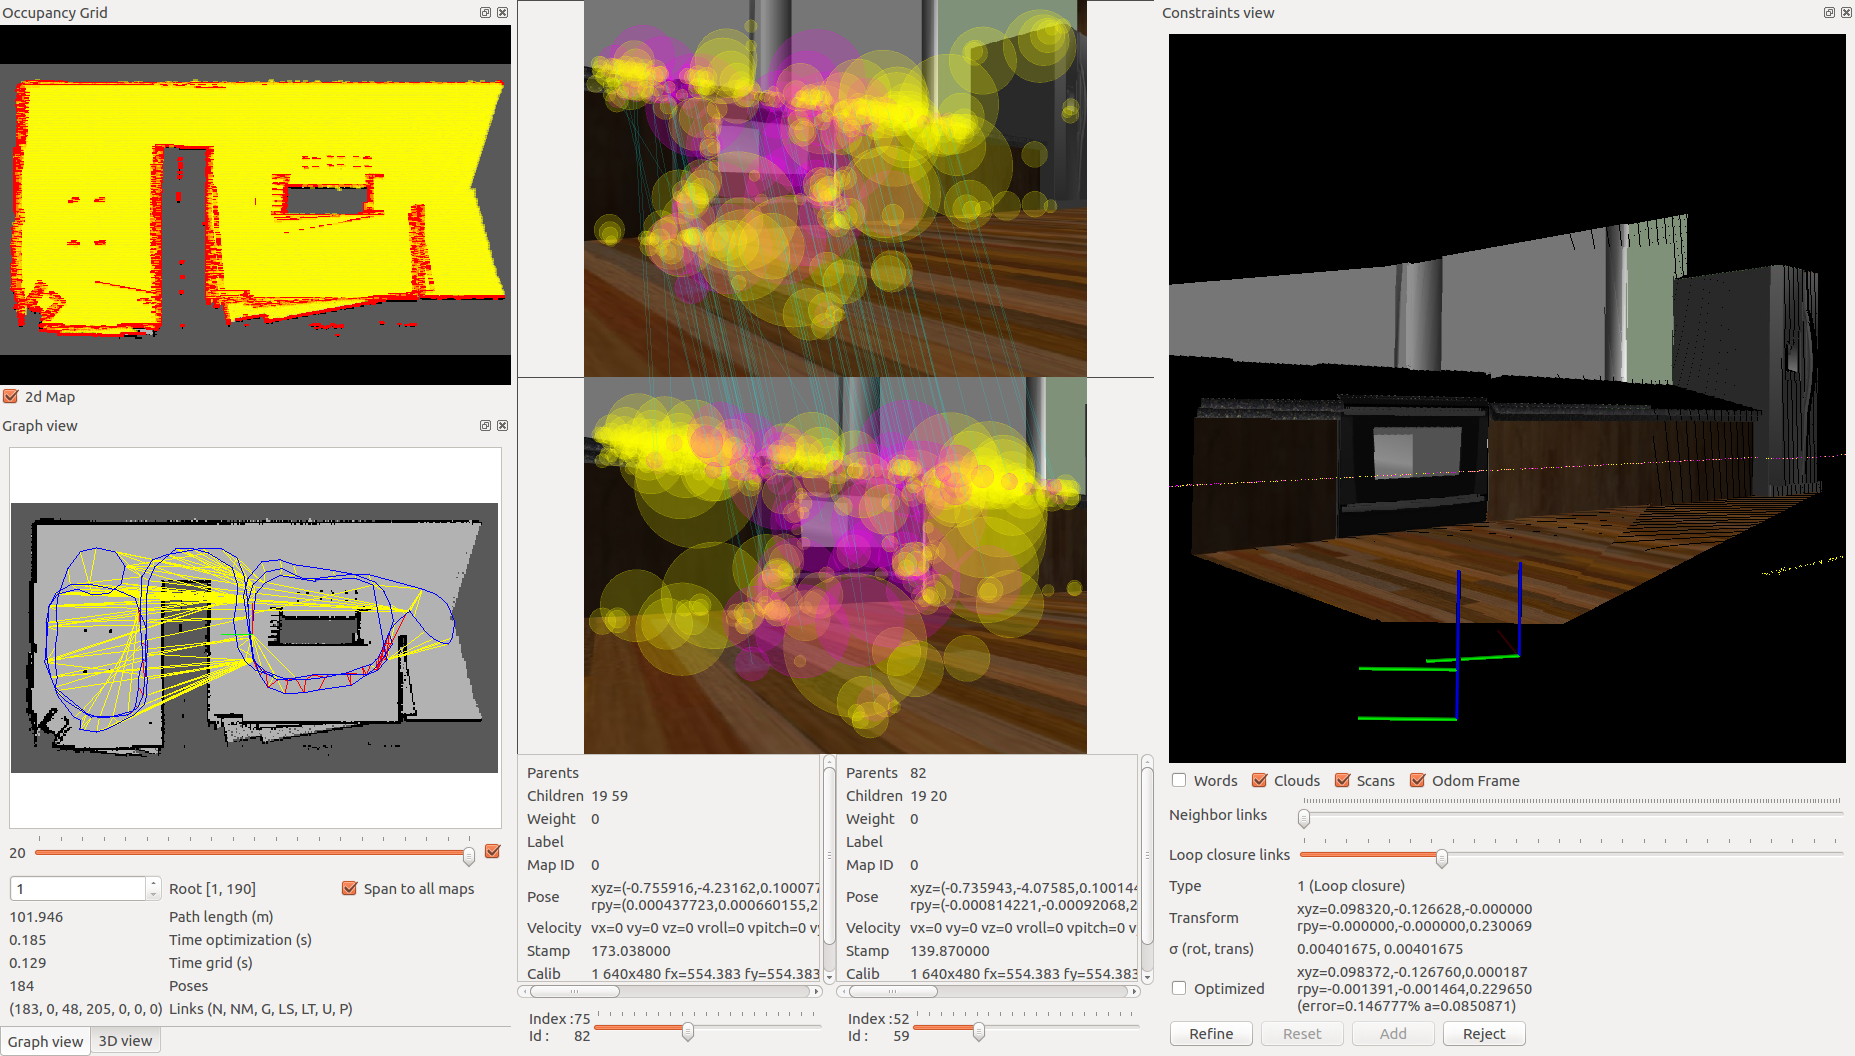 Occupancy Grid
2d Map
Graph view
20
1
Root [1, 190]
Span to all maps
101.946
Path length (m)
0.185
Time optimization (s)
0.129
Time grid (s)
184
Poses
(183, 0, 48, 205, 0, 0, 0)
Links (N, NM, G, LS, LT, U, P)
Graph view
3D view
Parents
Children 19 59
Weight 0
Label
Map ID 0
Pose
xyz=(-0.755916,-4.23162,0.100077
rpy=(0.000437723,0.000660155,2
Velocity vx=0 vy=0 vz=0 vroll=0 vpitch=0 vy
Stamp 173.038000
Calib 1 640x480 fx=554.383 fy=554.383
Index :75
Id : 82
Parents 82
Children 19 20
Weight 0
Label
Map ID 0
Pose
xyz=(-0.735943,-4.07585,0.100144
rpy=(-0.000814221,-0.00092068,2
Velocity vx=0 vy=0 vz=0 vroll=0 vpitch=0 v
Stamp 139.870000
Calib 1 640x480 fx=554.383 fy=554.383
Index :52
Id : 59
Constraints view
Words
Clouds
Scans
Odom Frame
Neighbor links
Loop closure links
Type
1 (Loop closure)
Transform
xyz=0.098320,-0.126628,-0.000000
rpy=-0.000000,-0.000000,0.230069
σ (rot, trans)
0.00401675, 0.00401675
Optimized
xyz=0.098372,-0.126760,0.000187
rpy=-0.001391,-0.001464,0.229650
(error=0.146777% a=0.0850871)
Refine
Reset
Add
Reject